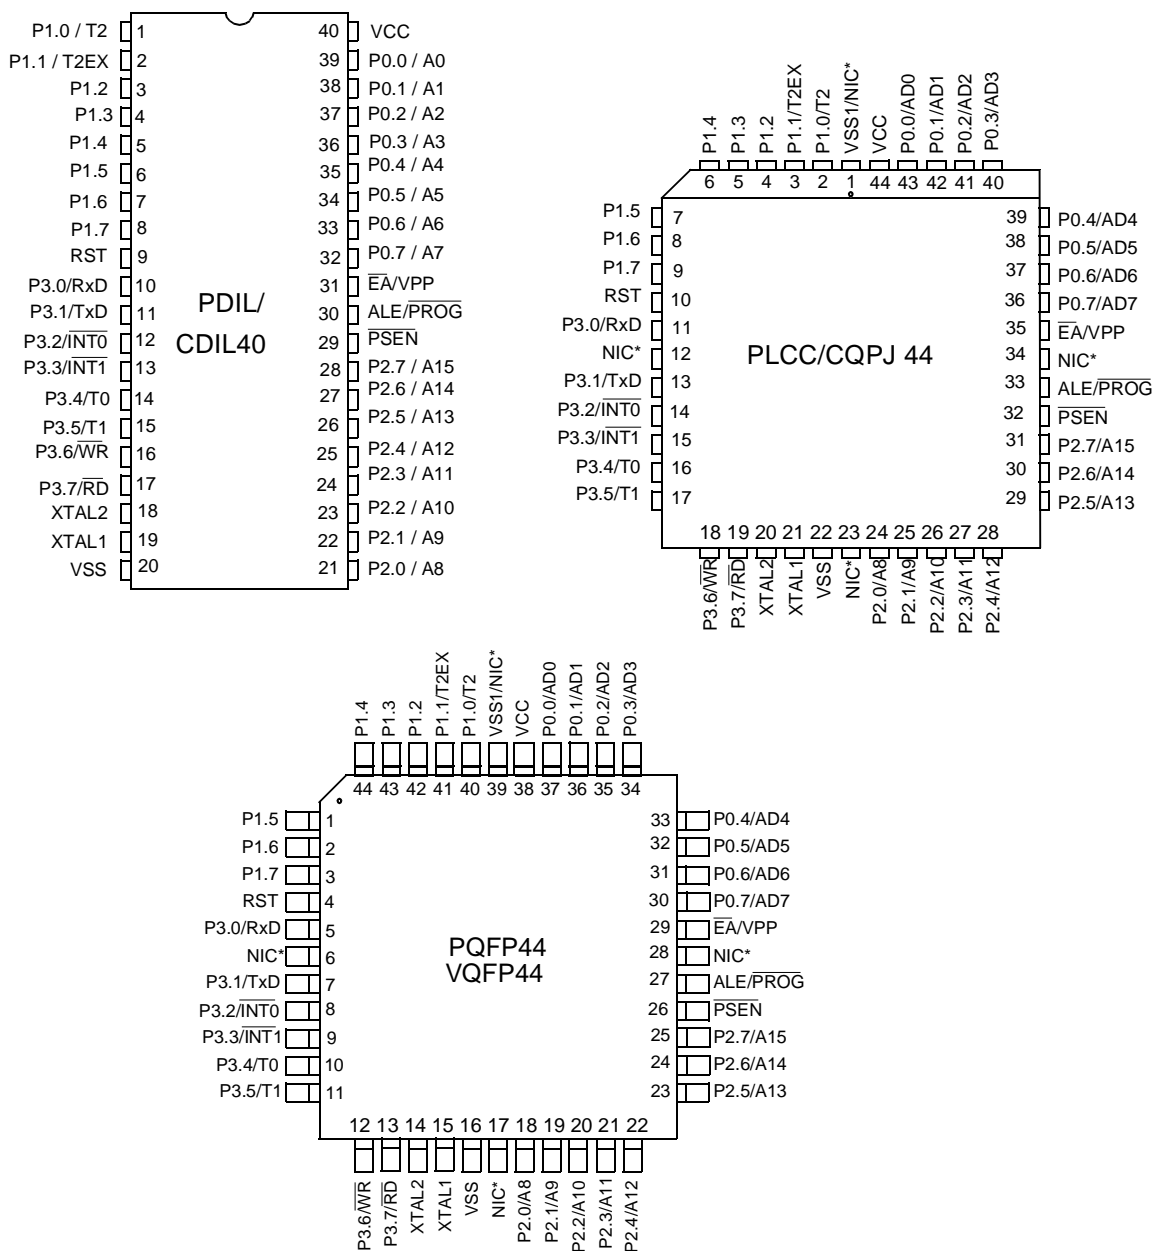 P1.0 / T2 1 40 VCC
P1.1 / T2EX 2 39 P0.0 / A0
P1.2 3 38 P0.1 / A1
P1.3 4 37 P0.2 / A2
P1.4 5 36 P0.3 / A3
P1.5 6 35 P0.4 / A4
P1.6 7 34 P0.5 / A5
P1.7 8 33 P0.6 / A6
RST 9 32 P0.7 / A7
P3.0/RxD 10 31 E̅A̅/VPP
P3.1/TxD 11 30 ALE/P̅R̅O̅G̅
P3.2/I̅N̅T̅0̅ 12 29 P̅S̅E̅N̅
P3.3/I̅N̅T̅1̅ 13 28 P2.7 / A15
P3.4/T0 14 27 P2.6 / A14
P3.5/T1 15 26 P2.5 / A13
P3.6/W̅R̅ 16 25 P2.4 / A12
P3.7/R̅D̅ 17 24 P2.3 / A11
XTAL2 18 23 P2.2 / A10
XTAL1 19 22 P2.1 / A9
VSS 20 21 P2.0 / A8
PDIL/
CDIL40
P1.4 P1.3 P1.2 P1.1/T2EX P1.0/T2 VSS1/NIC* VCC P0.0/AD0 P0.1/AD1 P0.2/AD2 P0.3/AD3
6 5 4 3 2 1 44 43 42 41 40
P1.5 7 39 P0.4/AD4
P1.6 8 38 P0.5/AD5
P1.7 9 37 P0.6/AD6
RST 10 36 P0.7/AD7
P3.0/RxD 11 35 E̅A̅/VPP
NIC* 12 34 NIC*
P3.1/TxD 13 33 ALE/P̅R̅O̅G̅
P3.2/I̅N̅T̅0̅ 14 32 P̅S̅E̅N̅
P3.3/I̅N̅T̅1̅ 15 31 P2.7/A15
P3.4/T0 16 30 P2.6/A14
P3.5/T1 17 29 P2.5/A13
PLCC/CQPJ 44
18 19 20 21 22 23 24 25 26 27 28
P3.6/W̅R̅ P3.7/R̅D̅ XTAL2 XTAL1 VSS NIC* P2.0/A8 P2.1/A9 P2.2/A10 P2.3/A11 P2.4/A12
P1.4 P1.3 P1.2 P1.1/T2EX P1.0/T2 VSS1/NIC* VCC P0.0/AD0 P0.1/AD1 P0.2/AD2 P0.3/AD3
44 43 42 41 40 39 38 37 36 35 34
P1.5 1 33 P0.4/AD4
P1.6 2 32 P0.5/AD5
P1.7 3 31 P0.6/AD6
RST 4 30 P0.7/AD7
P3.0/RxD 5 29 E̅A̅/VPP
NIC* 6 28 NIC*
P3.1/TxD 7 27 ALE/P̅R̅O̅G̅
P3.2/I̅N̅T̅0̅ 8 26 P̅S̅E̅N̅
P3.3/I̅N̅T̅1̅ 9 25 P2.7/A15
P3.4/T0 10 24 P2.6/A14
P3.5/T1 11 23 P2.5/A13
PQFP44
VQFP44
12 13 14 15 16 17 18 19 20 21 22
P3.6/W̅R̅ P3.7/R̅D̅ XTAL2 XTAL1 VSS NIC* P2.0/A8 P2.1/A9 P2.2/A10 P2.3/A11 P2.4/A12